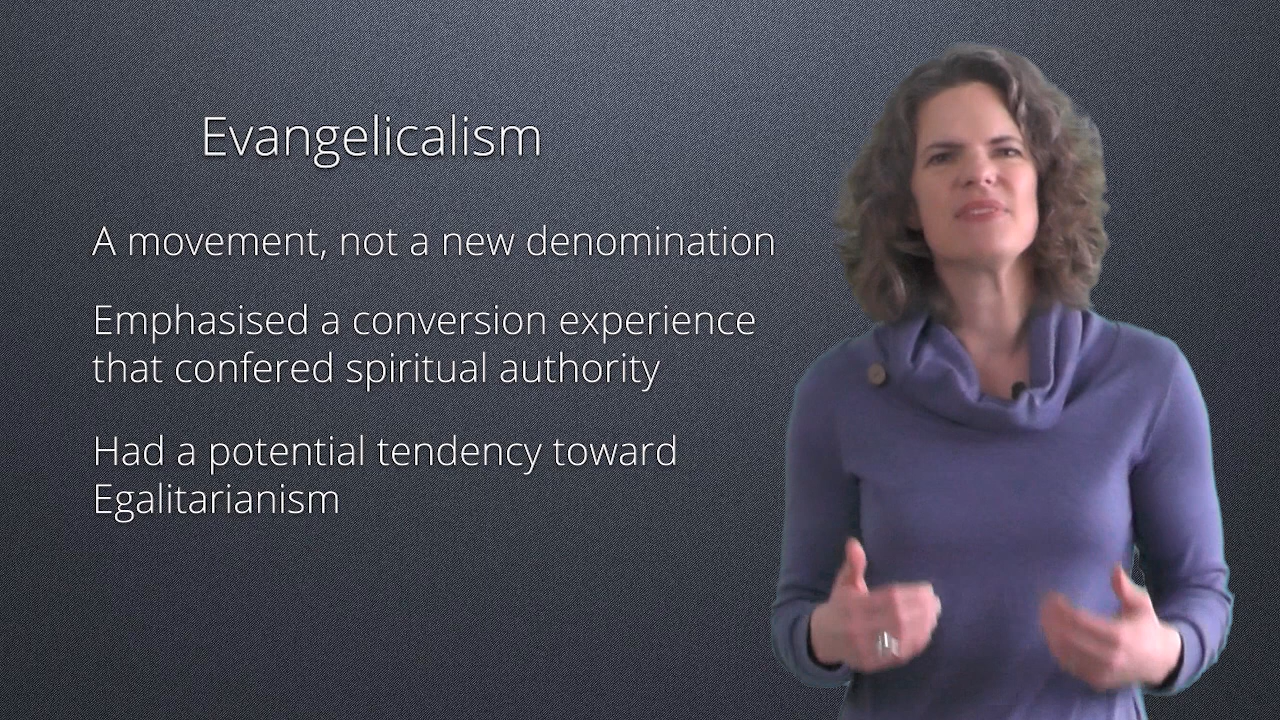 Evangelicalism
A movement, not a new denomination
Emphasised a conversion experience
that confered spiritual authority
Had a potential tendency toward
Egalitarianism